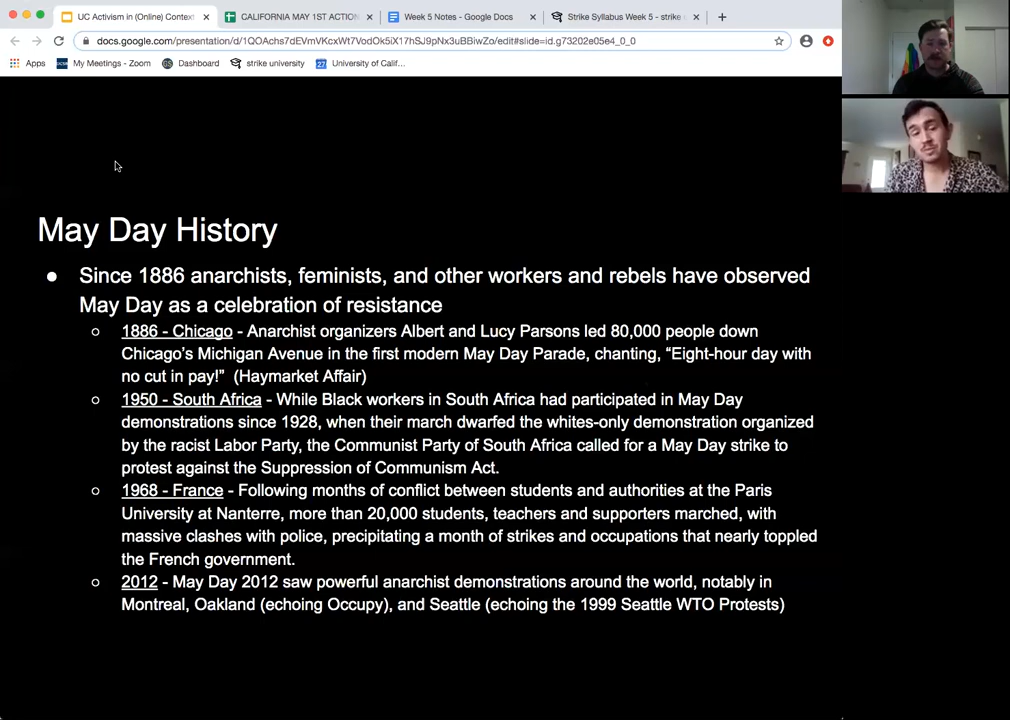 UC Activism in (Online) Context
CALIFORNIA MAY 1ST ACTION
Week 5 Notes - Google Docs
Strike Syllabus Week 5 - strike
docs.google.com/presentation/d/1QOAchs7dEVmVKcxWt7VodOk5iX17hSJ9pNx3uBBiwZo/edit#slide=id.g73202e05e4_0_0
Apps
My Meetings - Zoom
Dashboard
strike university
27
University of Calif...
May Day History
● Since 1886 anarchists, feminists, and other workers and rebels have observed
May Day as a celebration of resistance
○ 1886 - Chicago - Anarchist organizers Albert and Lucy Parsons led 80,000 people down
Chicago's Michigan Avenue in the first modern May Day Parade, chanting, “Eight-hour day with
no cut in pay!” (Haymarket Affair)
○ 1950 - South Africa - While Black workers in South Africa had participated in May Day
demonstrations since 1928, when their march dwarfed the whites-only demonstration organized
by the racist Labor Party, the Communist Party of South Africa called for a May Day strike to
protest against the Suppression of Communism Act.
○ 1968 - France - Following months of conflict between students and authorities at the Paris
University at Nanterre, more than 20,000 students, teachers and supporters marched, with
massive clashes with police, precipitating a month of strikes and occupations that nearly toppled
the French government.
○ 2012 - May Day 2012 saw powerful anarchist demonstrations around the world, notably in
Montreal, Oakland (echoing Occupy), and Seattle (echoing the 1999 Seattle WTO Protests)